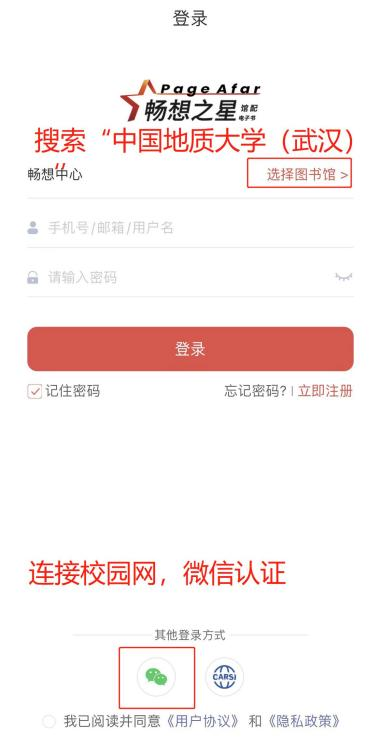 登录
Page Afar
畅想之星 馆配
电子书
搜索“中国地质大学（武汉）
“
畅想中心 选择图书馆 >
手机号/邮箱/用户名
请输入密码
登录
记住密码 忘记密码? | 立即注册
连接校园网，微信认证
其他登录方式
CARSI
我已阅读并同意《用户协议》 和《隐私政策》